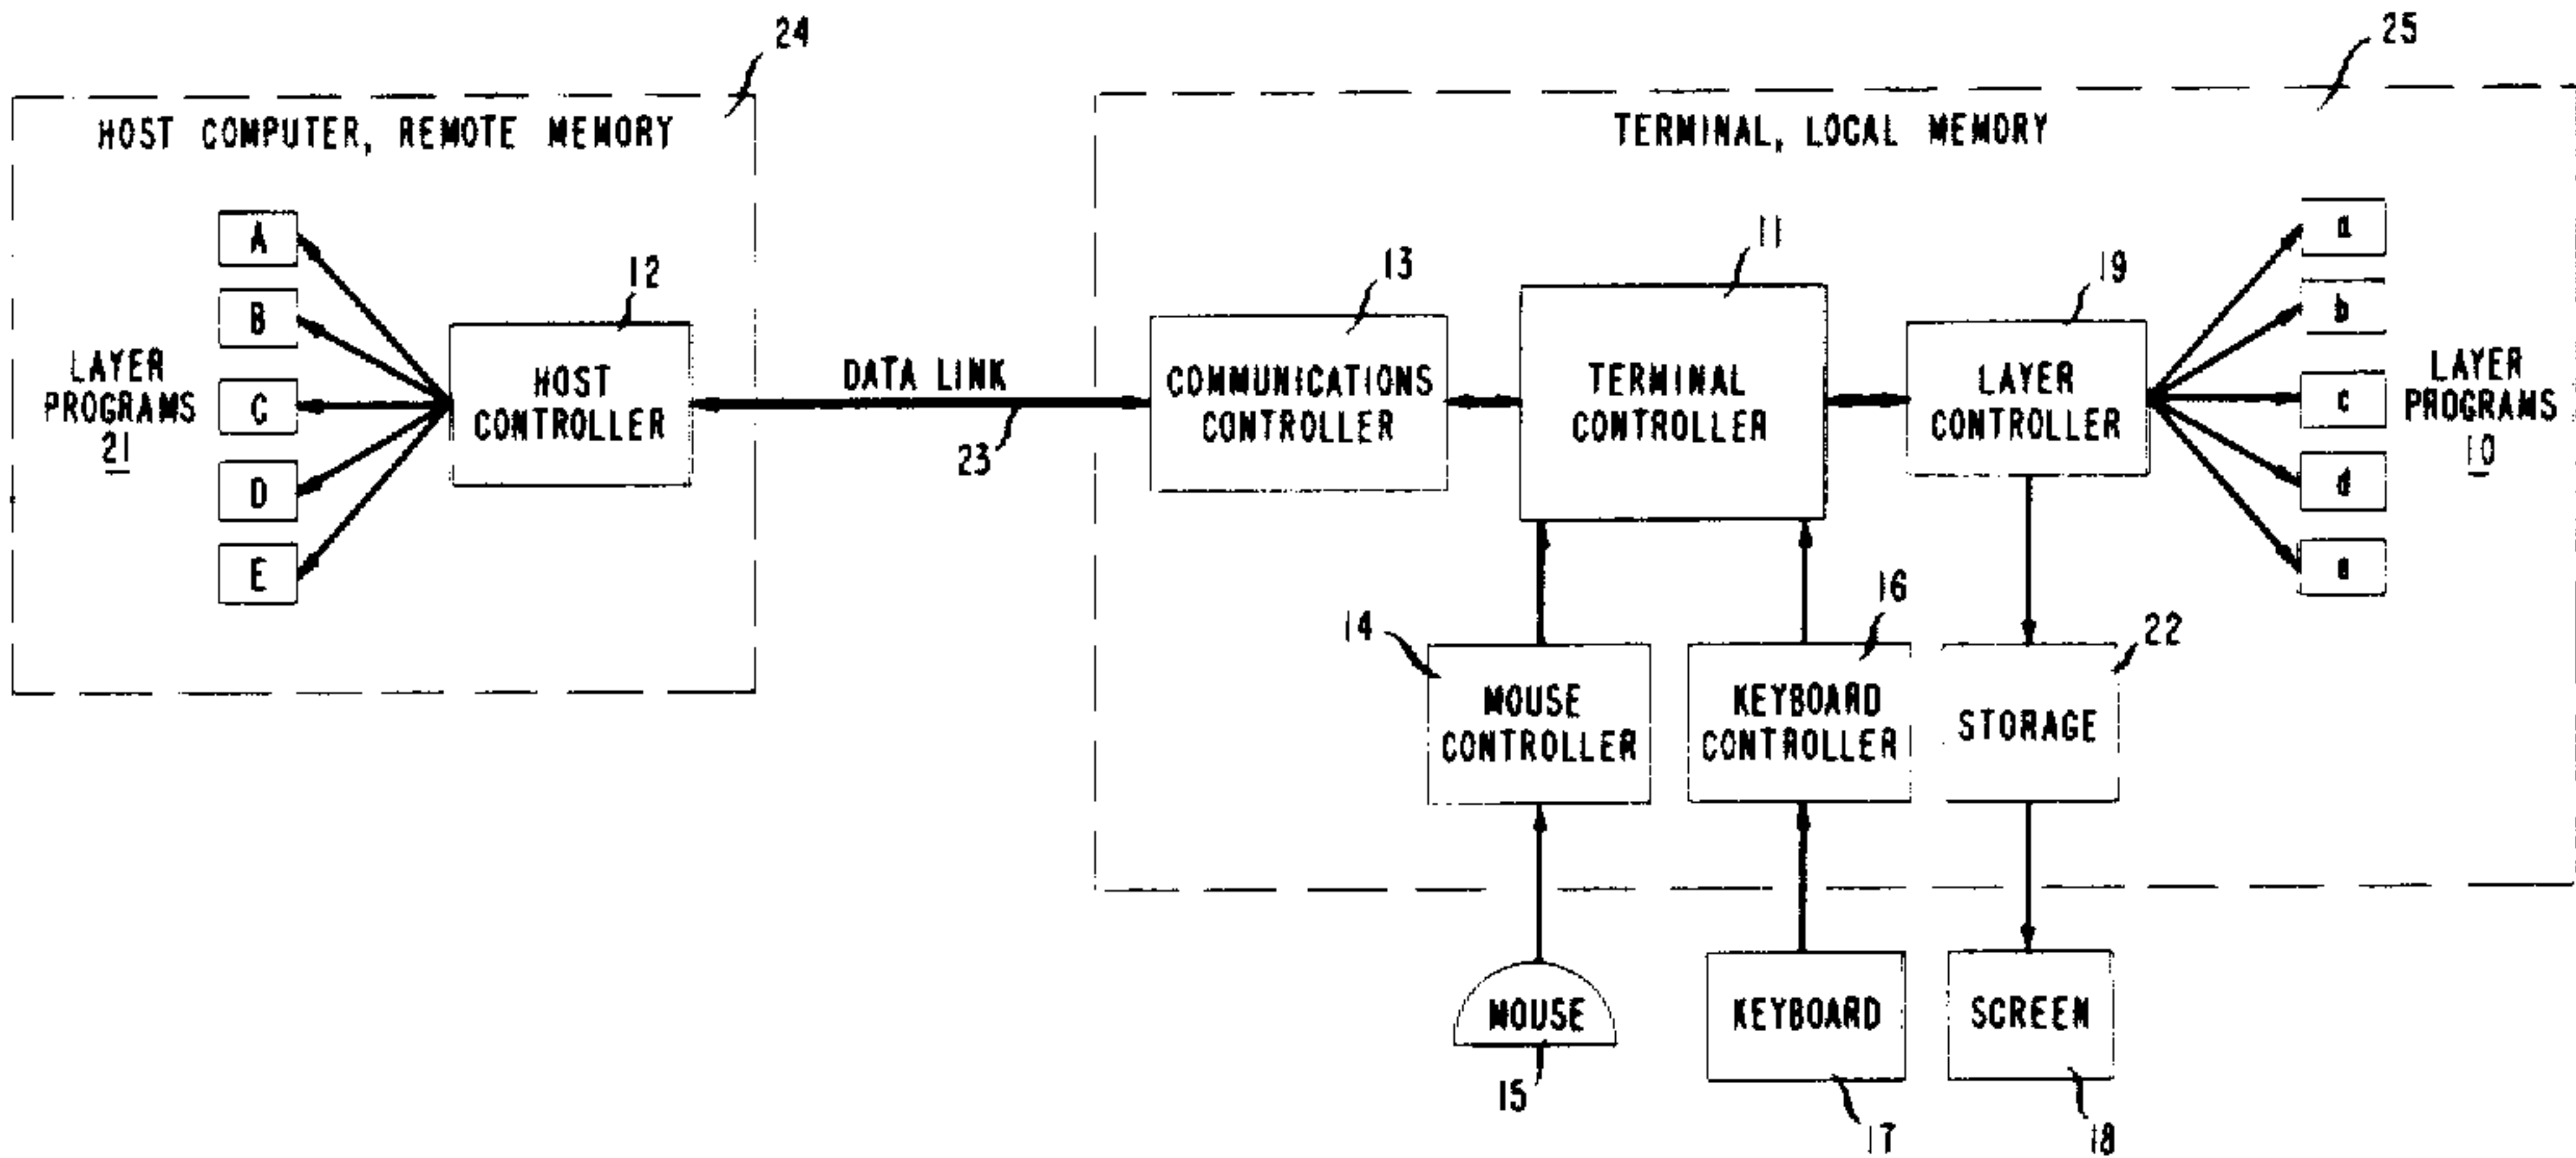 24
25
HOST COMPUTER, REMOTE MEMORY
TERMINAL, LOCAL MEMORY
A
B
C
D
E
LAYER
PROGRAMS
21
12
HOST
CONTROLLER
DATA LINK
23
13
COMMUNICATIONS
CONTROLLER
11
TERMINAL
CONTROLLER
19
LAYER
CONTROLLER
a
b
c
d
e
LAYER
PROGRAMS
10
14
MOUSE
CONTROLLER
16
KEYBOARD
CONTROLLER
22
STORAGE
MOUSE
15
KEYBOARD
17
SCREEN
18